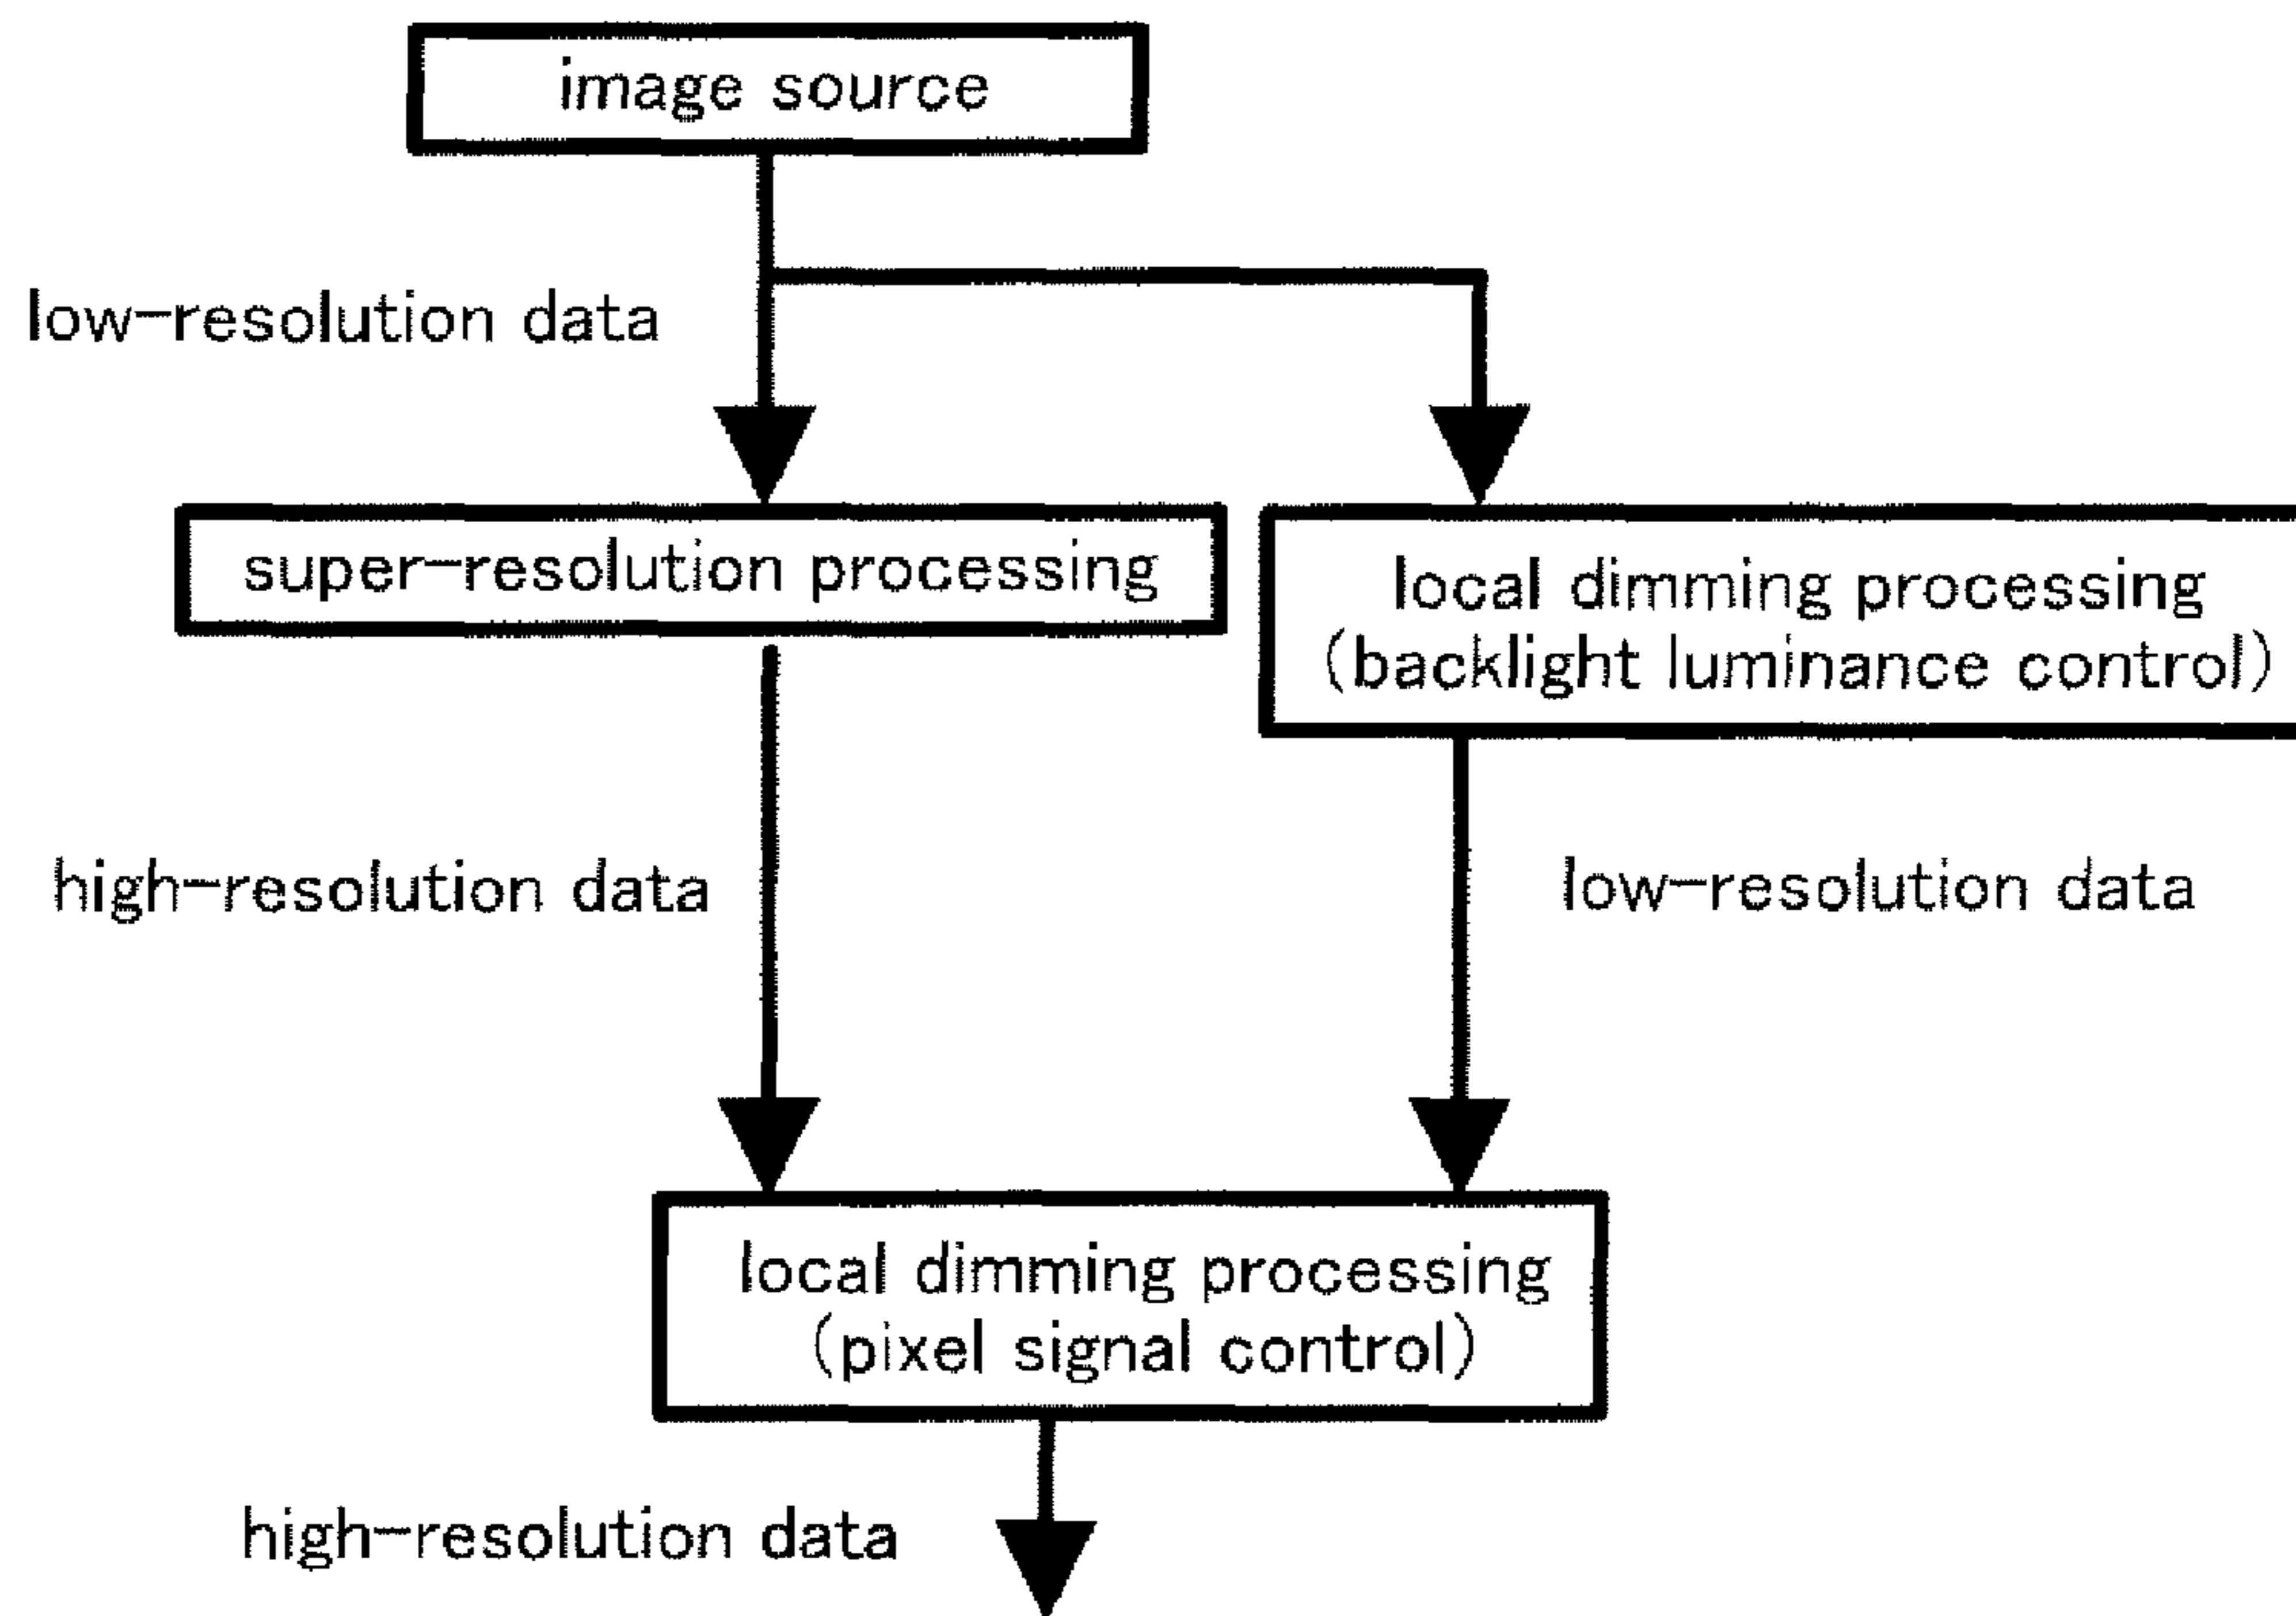 image source
low-resolution data
super-resolution processing
local dimming processing
(backlight luminance control)
high-resolution data
low-resolution data
local dimming processing
(pixel signal control)
high-resolution data